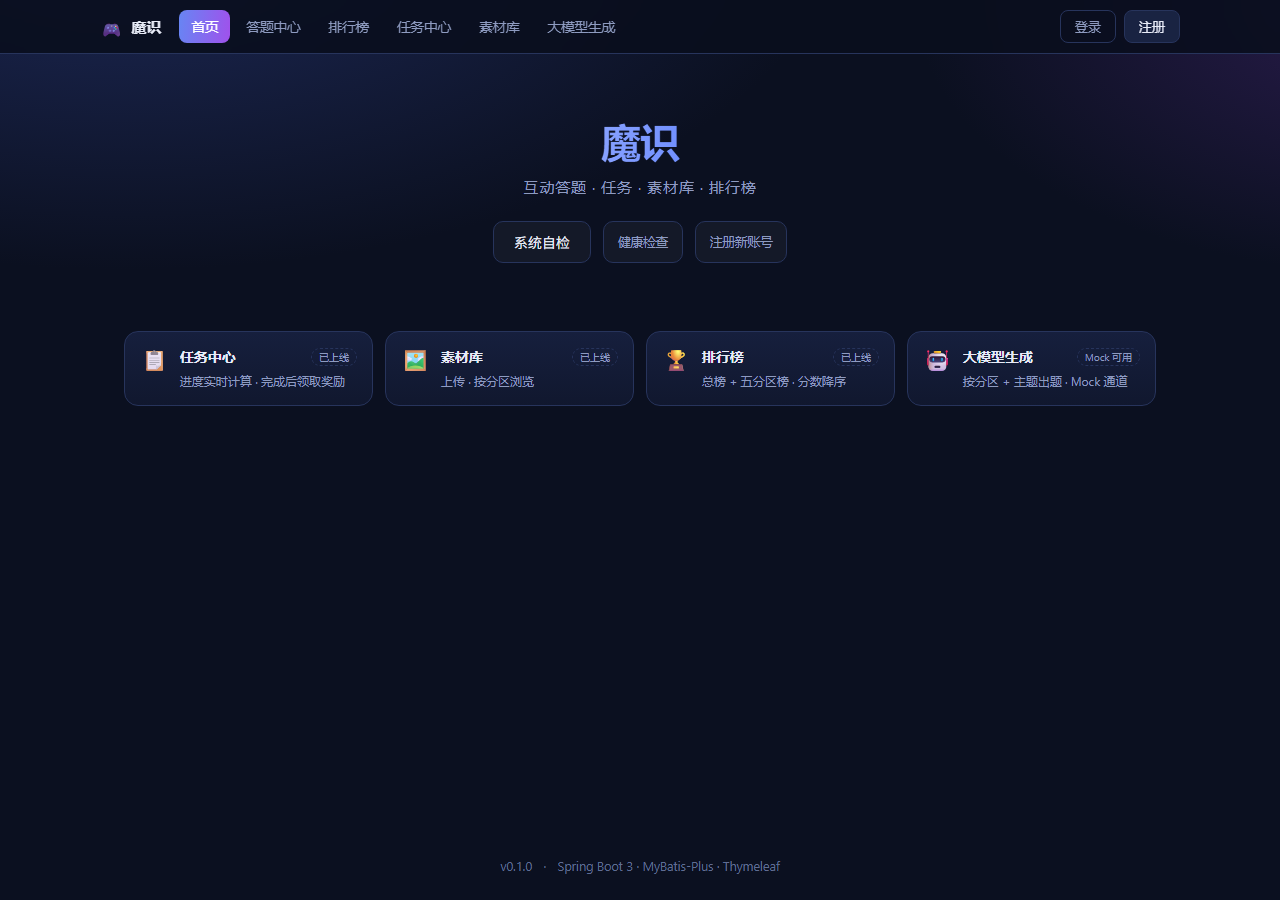 魔识 首页 答题中心 排行榜 任务中心 素材库 大模型生成 登录 注册
魔识
互动答题 · 任务 · 素材库 · 排行榜
系统自检 健康检查 注册新账号
任务中心 已上线
进度实时计算 · 完成后领取奖励
素材库 已上线
上传 · 按分区浏览
排行榜 已上线
总榜 + 五分区榜 · 分数降序
大模型生成 Mock 可用
按分区 + 主题出题 · Mock 通道
v0.1.0 · Spring Boot 3 · MyBatis-Plus · Thymeleaf